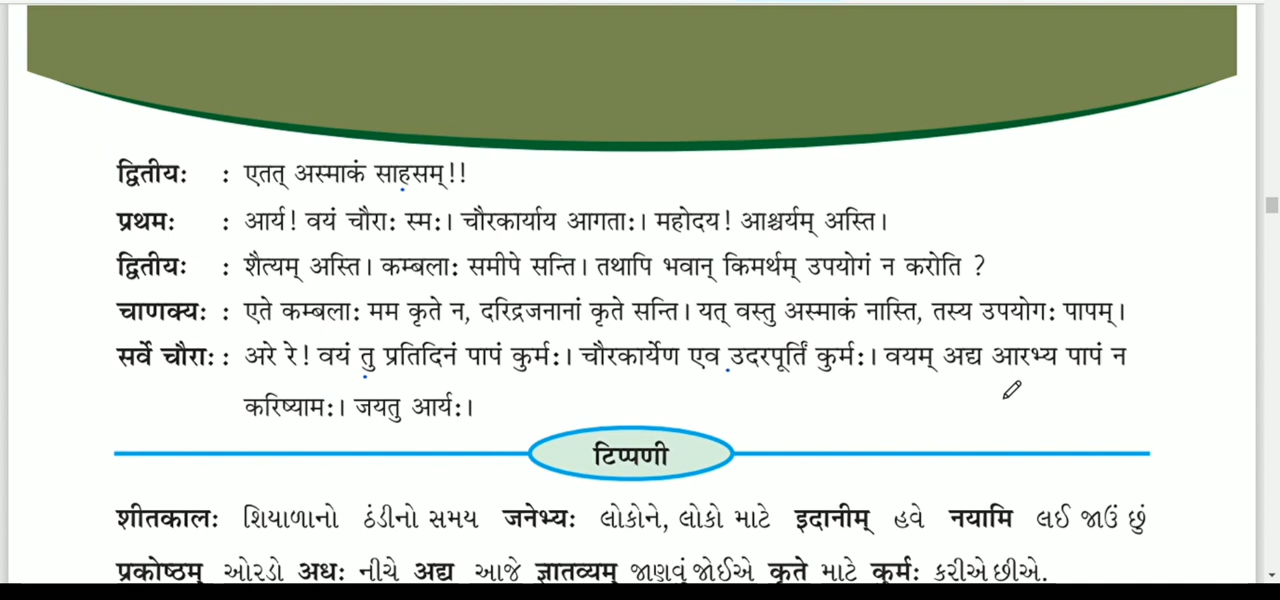 द्वितीयः : एतत् अस्माकं साहसम्!!
प्रथमः : आर्य! वयं चौराः स्मः। चौरकार्याय आगताः। महोदय! आश्चर्यम् अस्ति।
द्वितीयः : शैत्यम् अस्ति। कम्बलाः समीपे सन्ति। तथापि भवान् किमर्थम् उपयोगं न करोति ?
चाणक्यः : एते कम्बलाः मम कृते न, दरिद्रजनानां कृते सन्ति। यत् वस्तु अस्माकं नास्ति, तस्य उपयोगः पापम्।
सर्वे चौराः : अरे रे! वयं तु प्रतिदिनं पापं कुर्मः। चौरकार्येण एव उदरपूर्तिं कुर्मः। वयम् अद्य आरभ्य पापं न
करिष्यामः। जयतु आर्यः।
टिप्पणी
शीतकालः શિયાળાનો ઠંડીનો સમય जनेभ्यः લોકોને, લોકો માટે इदानीम् હવે नयामि લઈ જાઉં છું
प्रकोष्ठम् ઓરડો अधः નીચે अद्य આજે ज्ञातव्यम् જાણવું જોઈએ कृते માટે कुर्मः કરીએ છીએ.